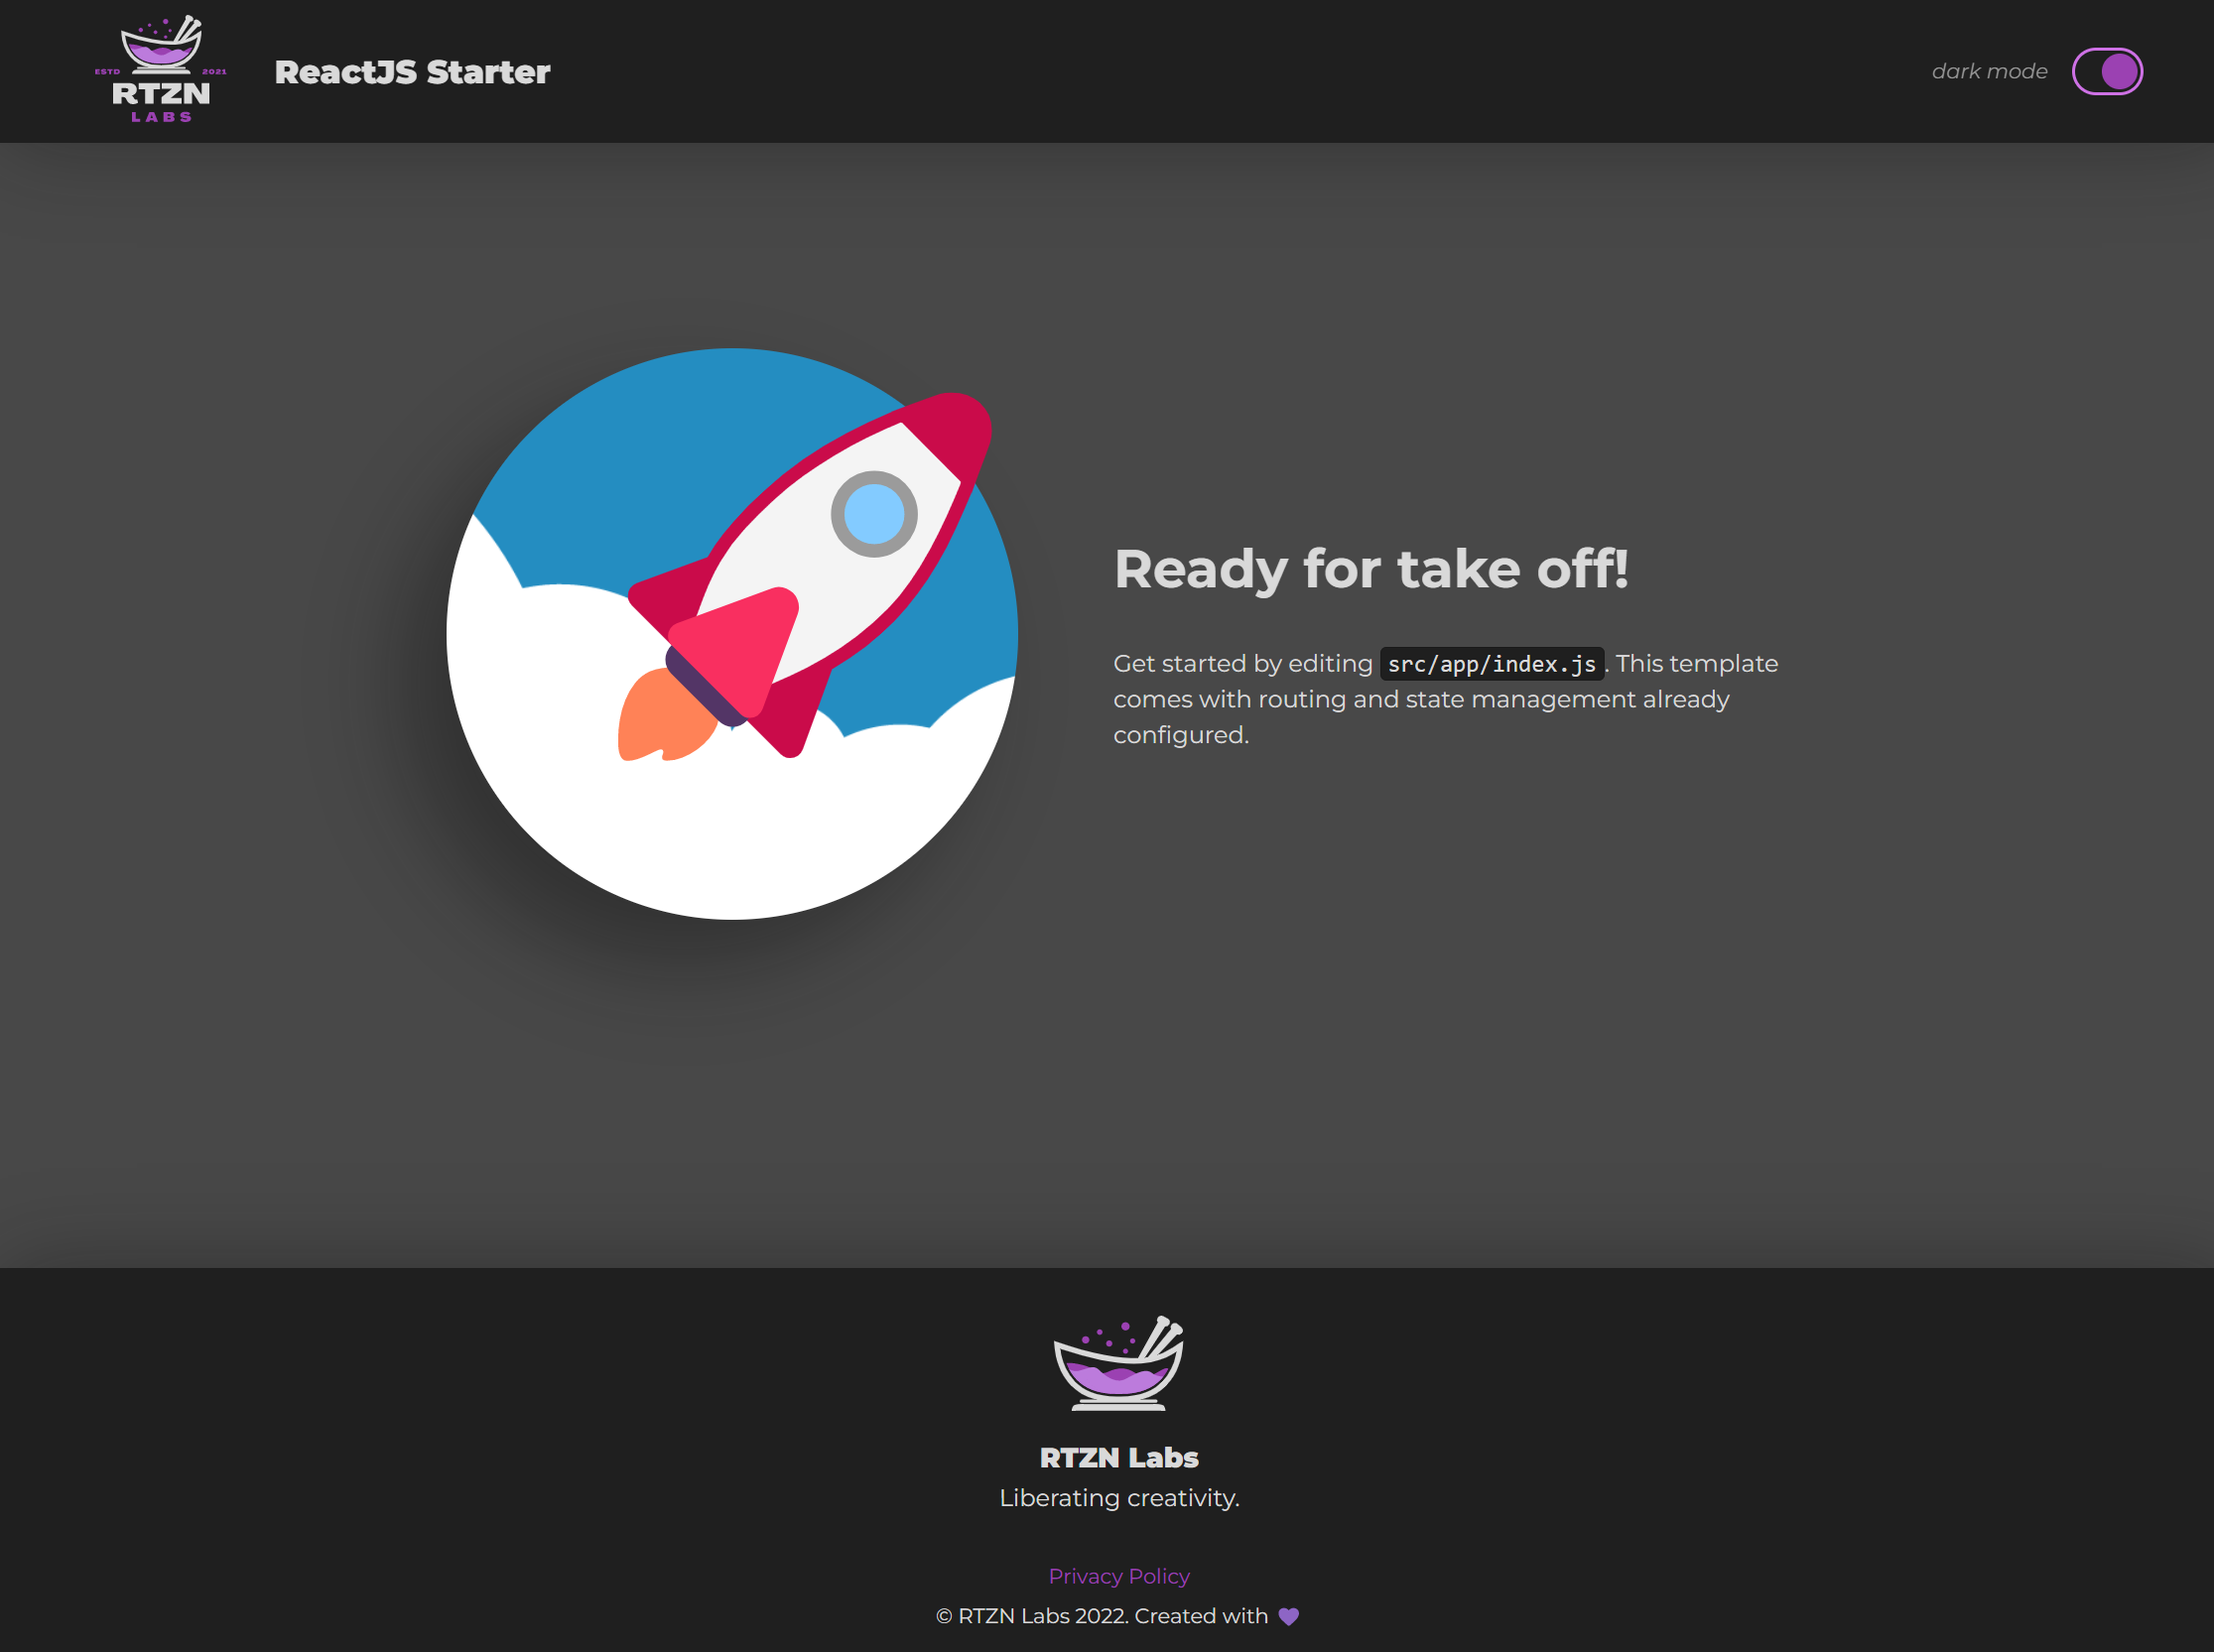 ESTD 2021
RTZN
LABS
ReactJS Starter
dark mode
Ready for take off!
Get started by editing src/app/index.js. This template
comes with routing and state management already
configured.
RTZN Labs
Liberating creativity.
Privacy Policy
© RTZN Labs 2022. Created with 💜